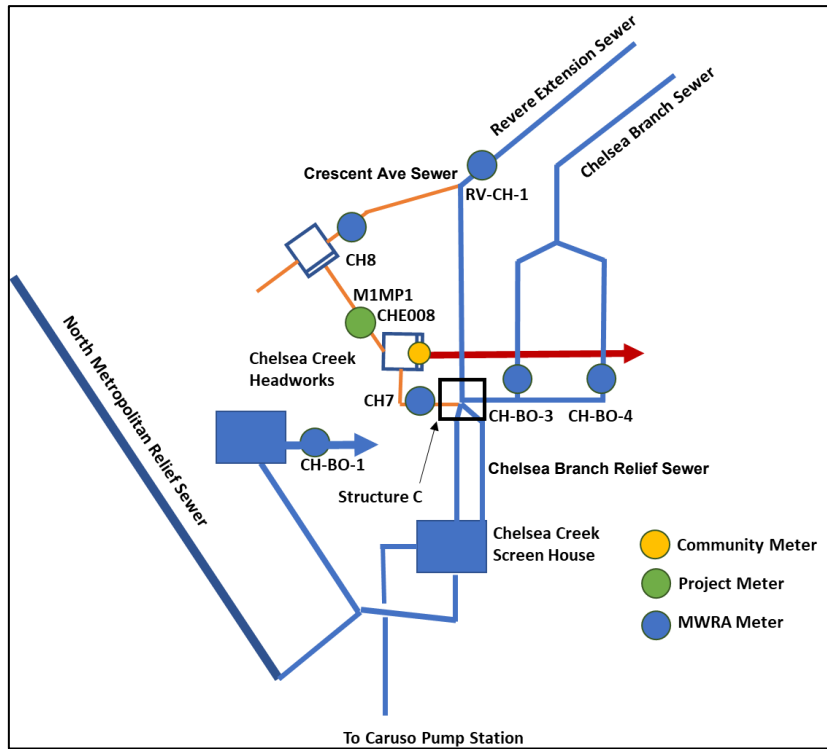 Revere Extension Sewer
Chelsea Branch Sewer
Crescent Ave Sewer
RV-CH-1
CH8
M1MP1
CHE008
North Metropolitan Relief Sewer
Chelsea Creek
Headworks
CH7
CH-BO-3
CH-BO-4
CH-BO-1
Structure C
Chelsea Branch Relief Sewer
Chelsea Creek
Screen House
Community Meter
Project Meter
MWRA Meter
To Caruso Pump Station